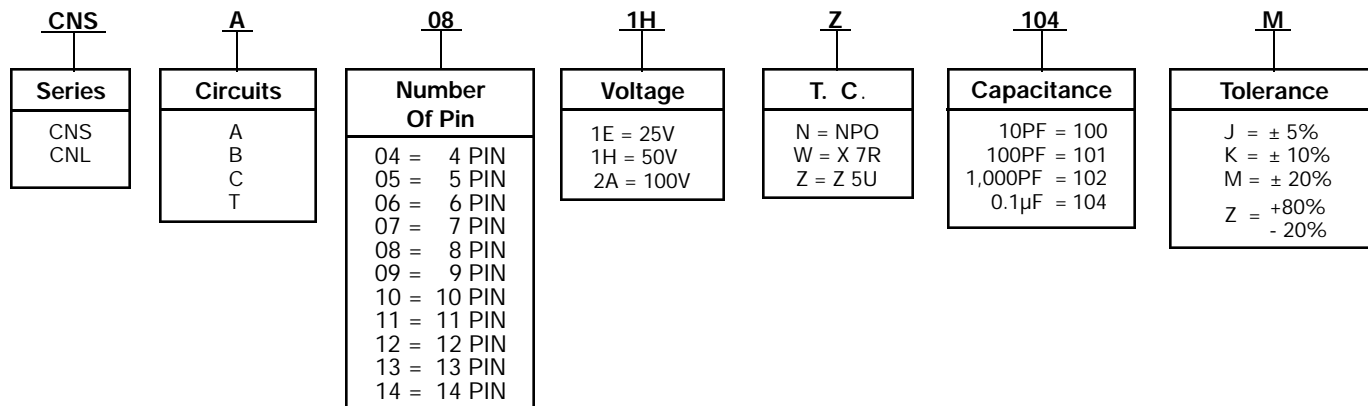 CNS A 08 1H Z 104 M
Series
CNS
CNL
Circuits
A
B
C
T
Number
Of Pin
04 = 4 PIN
05 = 5 PIN
06 = 6 PIN
07 = 7 PIN
08 = 8 PIN
09 = 9 PIN
10 = 10 PIN
11 = 11 PIN
12 = 12 PIN
13 = 13 PIN
14 = 14 PIN
Voltage
1E = 25V
1H = 50V
2A = 100V
T. C.
N = NPO
W = X 7R
Z = Z 5U
Capacitance
10PF = 100
100PF = 101
1,000PF = 102
0.1µF = 104
Tolerance
J = ± 5%
K = ± 10%
M = ± 20%
Z = +80%
- 20%